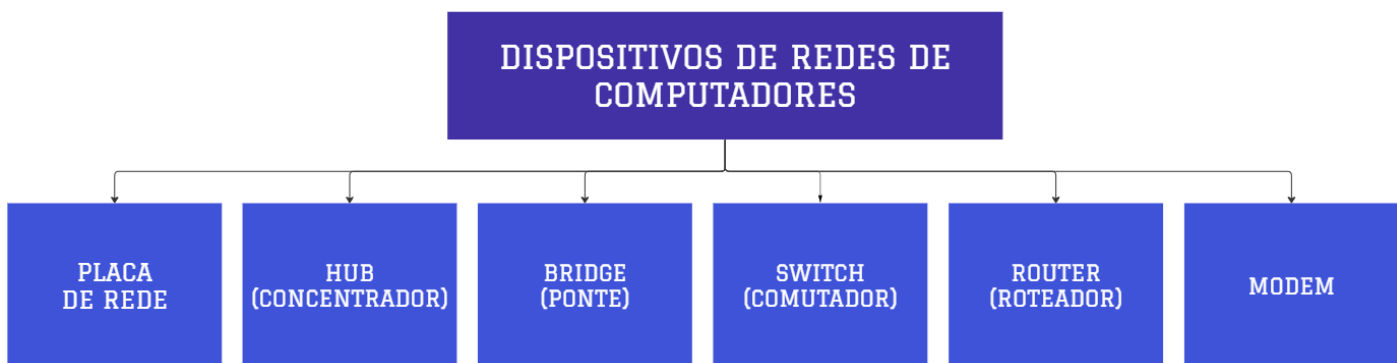 DISPOSITIVOS DE REDES DE
COMPUTADORES
PLACA
DE REDE
HUB
(CONCENTRADOR)
BRIDGE
(PONTE)
SWITCH
(COMUTADOR)
ROUTER
(ROTEADOR)
MODEM